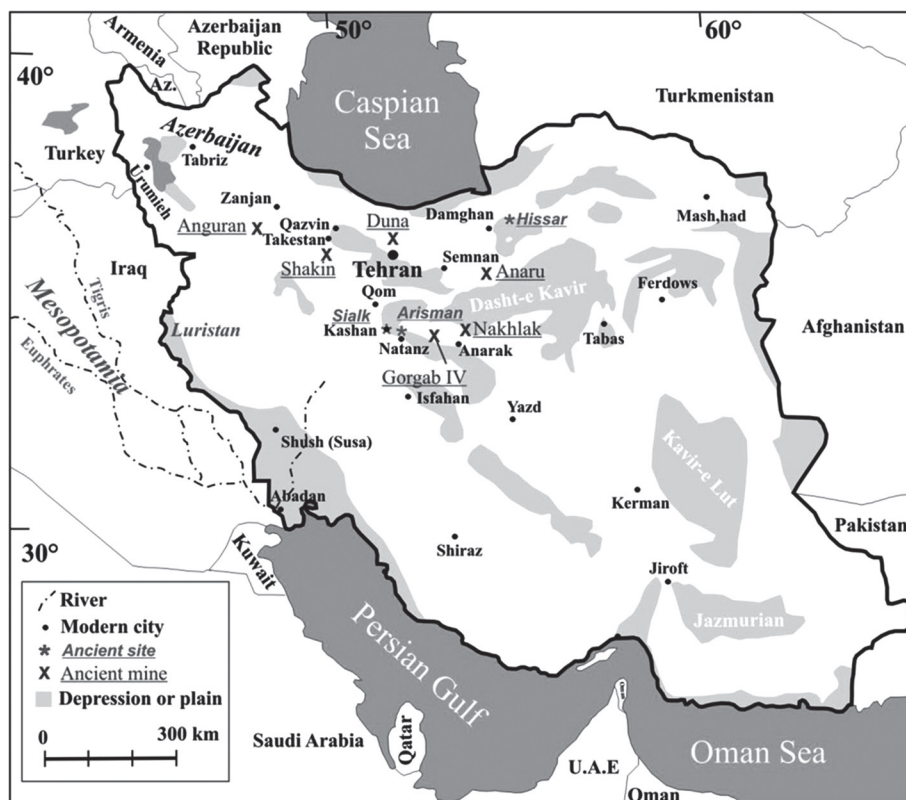 50°
60°
40°
Armenia
Azerbaijan
Republic
Az.
Caspian
Sea
Turkmenistan
Turkey
Azerbaijan
Tabriz
Urumieh
Zanjan
Anguran
Qazvin
Takestan
Duna
Damghan
Hissar
Mash,had
Shakin
Tehran
Semnan
Anaru
Iraq
Tigris
Mesopotamia
Euphrates
Luristan
Qom
Dasht-e Kavir
Ferdows
Sialk
Arisman
Kashan
Nakhlak
Natanz
Anarak
Tabas
Afghanistan
Gorgab IV
Isfahan
Yazd
Shush (Susa)
Kavir-e Lut
Abadan
Kerman
Pakistan
30°
Kuwait
Shiraz
Jiroft
Jazmurian
River
Modern city
Ancient site
Ancient mine
Depression or plain
0
300 km
Persian Gulf
Saudi Arabia
Qatar
U.A.E
Oman
Oman Sea